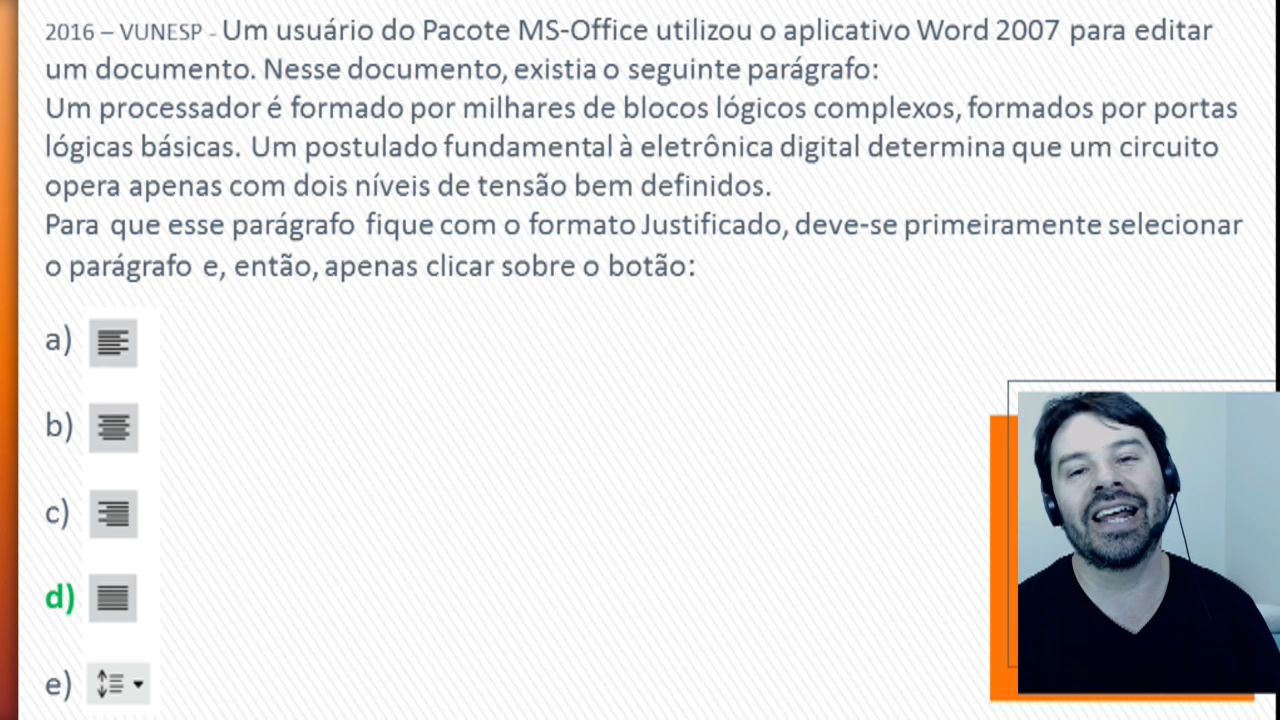 2016 – VUNESP - Um usuário do Pacote MS-Office utilizou o aplicativo Word 2007 para editar
um documento. Nesse documento, existia o seguinte parágrafo:
Um processador é formado por milhares de blocos lógicos complexos, formados por portas
lógicas básicas. Um postulado fundamental à eletrônica digital determina que um circuito
opera apenas com dois níveis de tensão bem definidos.
Para que esse parágrafo fique com o formato Justificado, deve-se primeiramente selecionar
o parágrafo e, então, apenas clicar sobre o botão:
a)
b)
c)
d)
e)